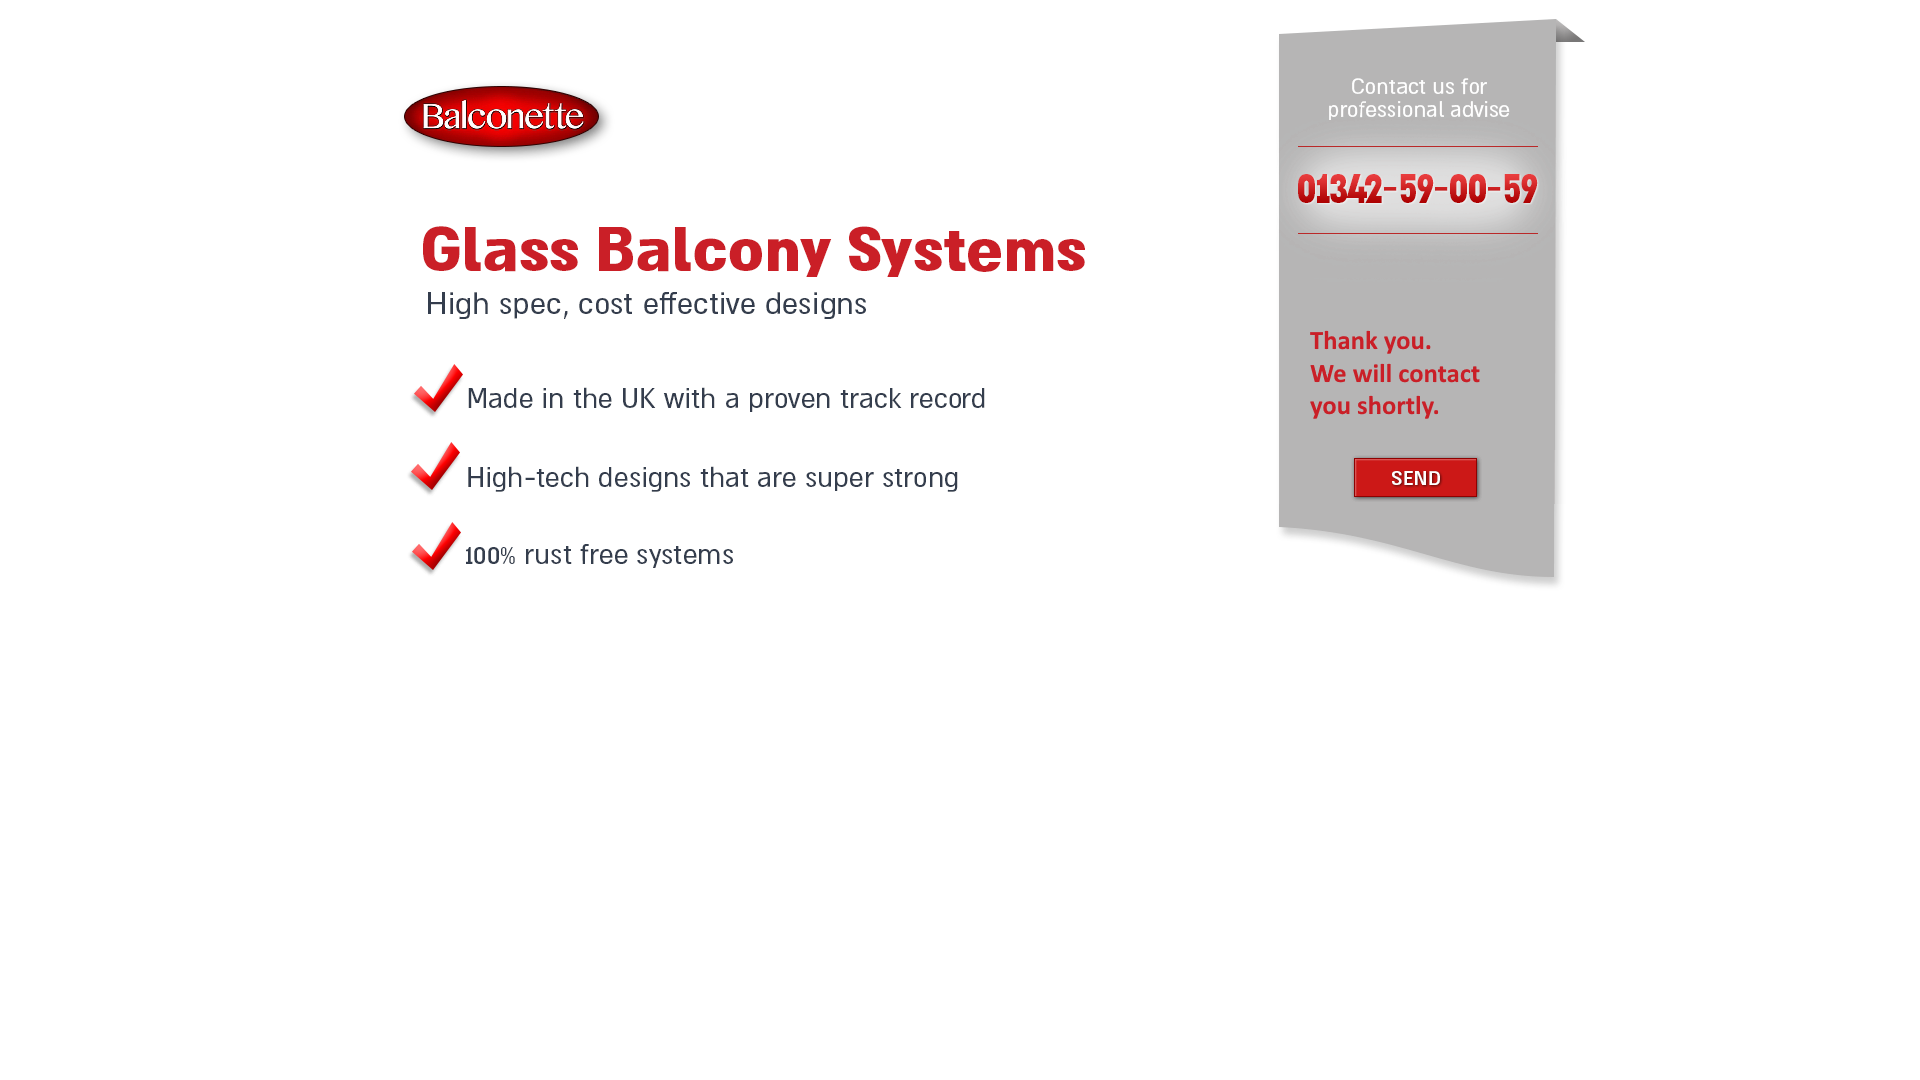 Balconette
Glass Balcony Systems
High spec, cost effective designs
Made in the UK with a proven track record
High-tech designs that are super strong
100% rust free systems
Contact us for
professional advise
01342-59-00-59
Thank you.
We will contact
you shortly.
SEND